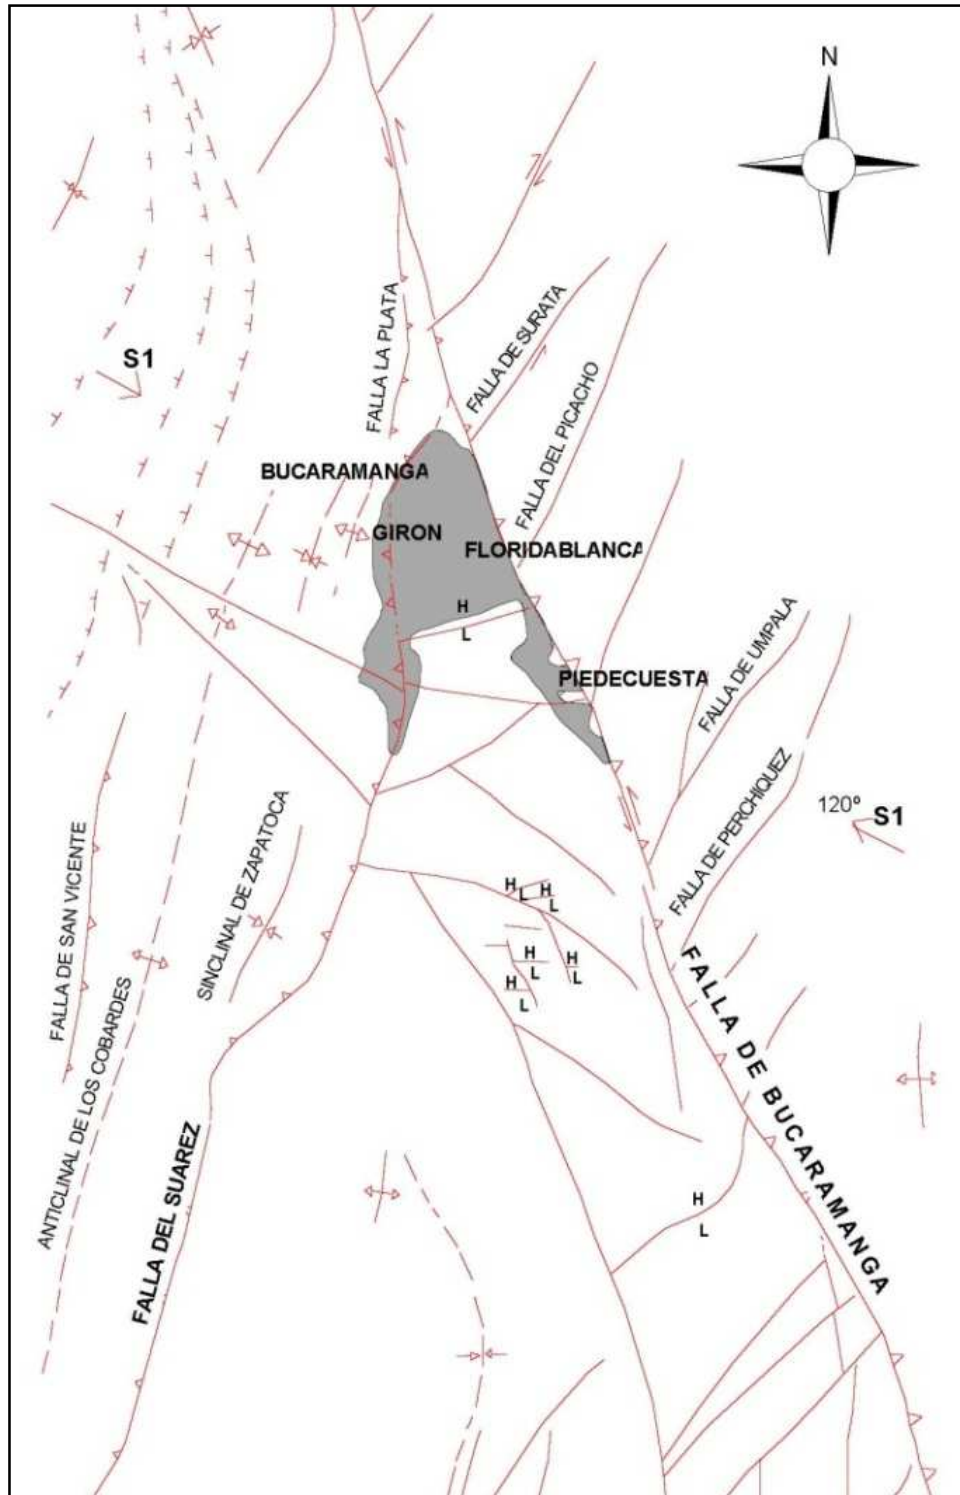 N
S1
FALLA LA PLATA
FALLA DE SURATA
FALLA DEL PICACHO
BUCARAMANGA
GIRON
FLORIDABLANCA
H
L
PIEDECUESTA
FALLA DE UMPALA
FALLA DE PERCHIQUEZ
120º S1
FALLA DE SAN VICENTE
SINCLINAL DE ZAPATOCA
ANTICLINAL DE LOS COBARDES
H
L
H
L
H
L
H
L
H
L
FALLA DE BUCARAMANGA
FALLA DEL SUAREZ
H
L